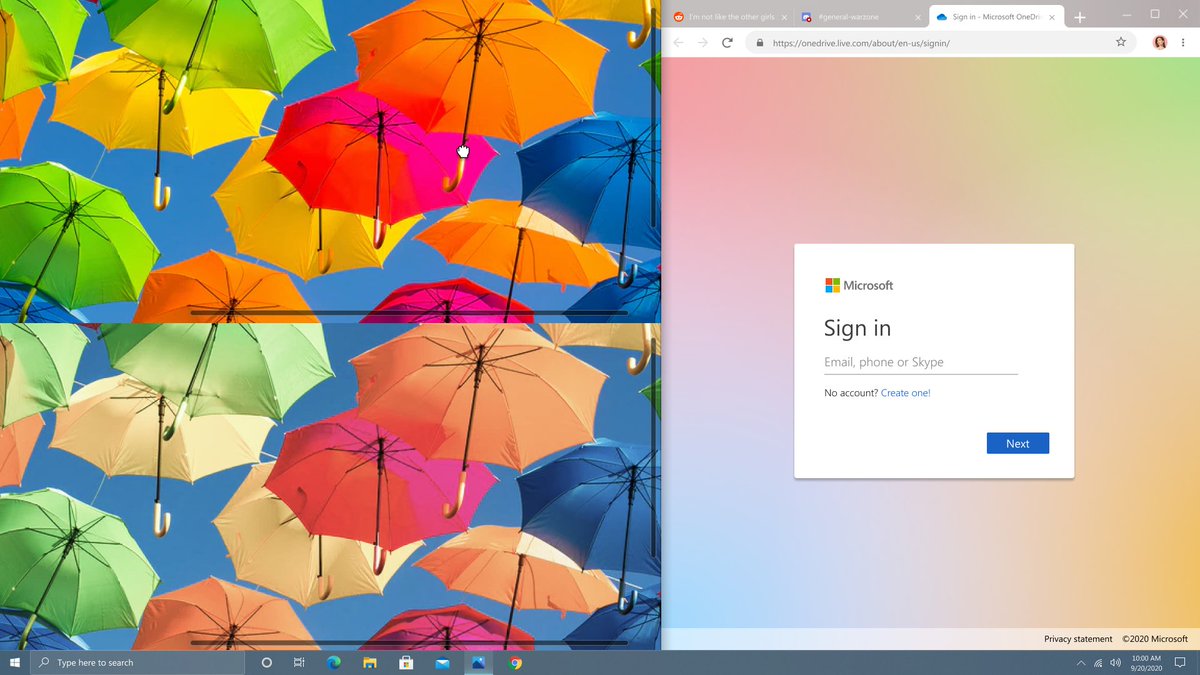 I'm not like the other girls
#general-warzone
Sign in - Microsoft OneDri
https://onedrive.live.com/about/en-us/signin/
Microsoft
Sign in
Email, phone or Skype
No account? Create one!
Next
Privacy statement ©2020 Microsoft
Type here to search
10:00 AM
9/20/2020